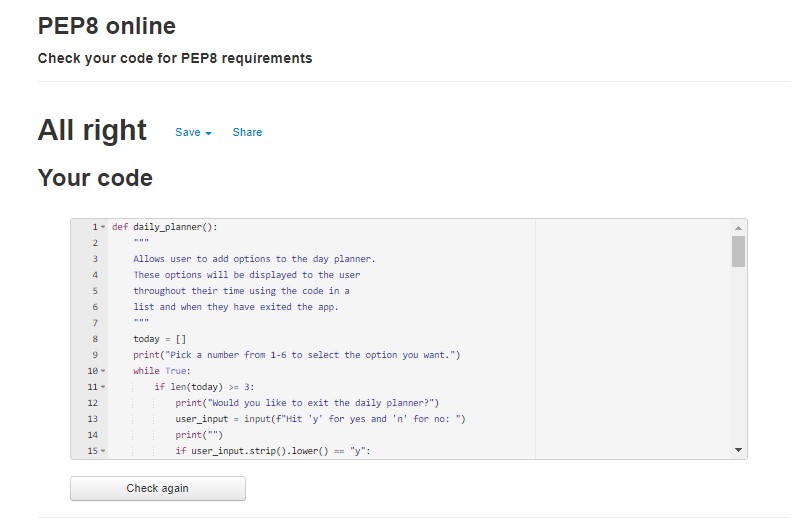 PEP8 online
Check your code for PEP8 requirements
All right Save Share
Your code
1 def daily_planner():
2 """
3 Allows user to add options to the day planner.
4 These options will be displayed to the user
5 throughout their time using the code in a
6 list and when they have exited the app.
7 """
8 today = []
9 print("Pick a number from 1-6 to select the option you want.")
10 while True:
11 if len(today) >= 3:
12 print("Would you like to exit the daily planner?")
13 user_input = input(f"Hit 'y' for yes and 'n' for no: ")
14 print("")
15 if user_input.strip().lower() == "y":
Check again